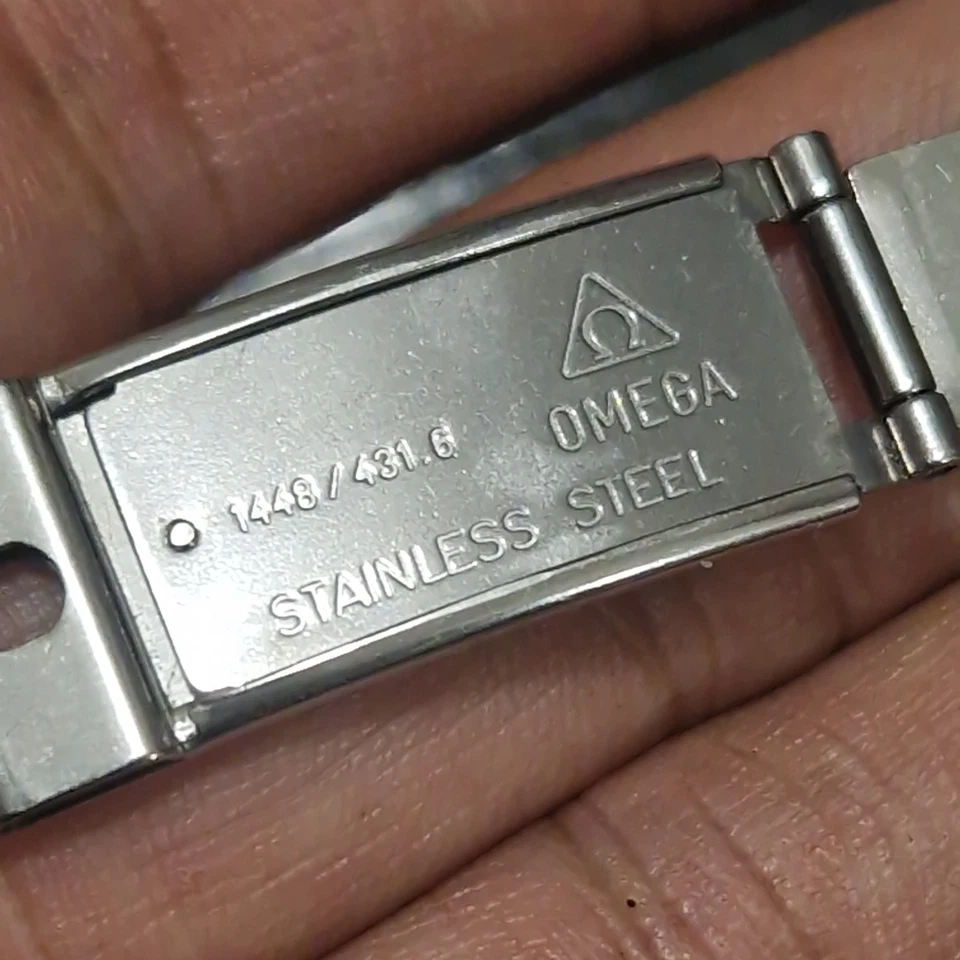 Ω
OMEGA
1448/431.6
STAINLESS STEEL